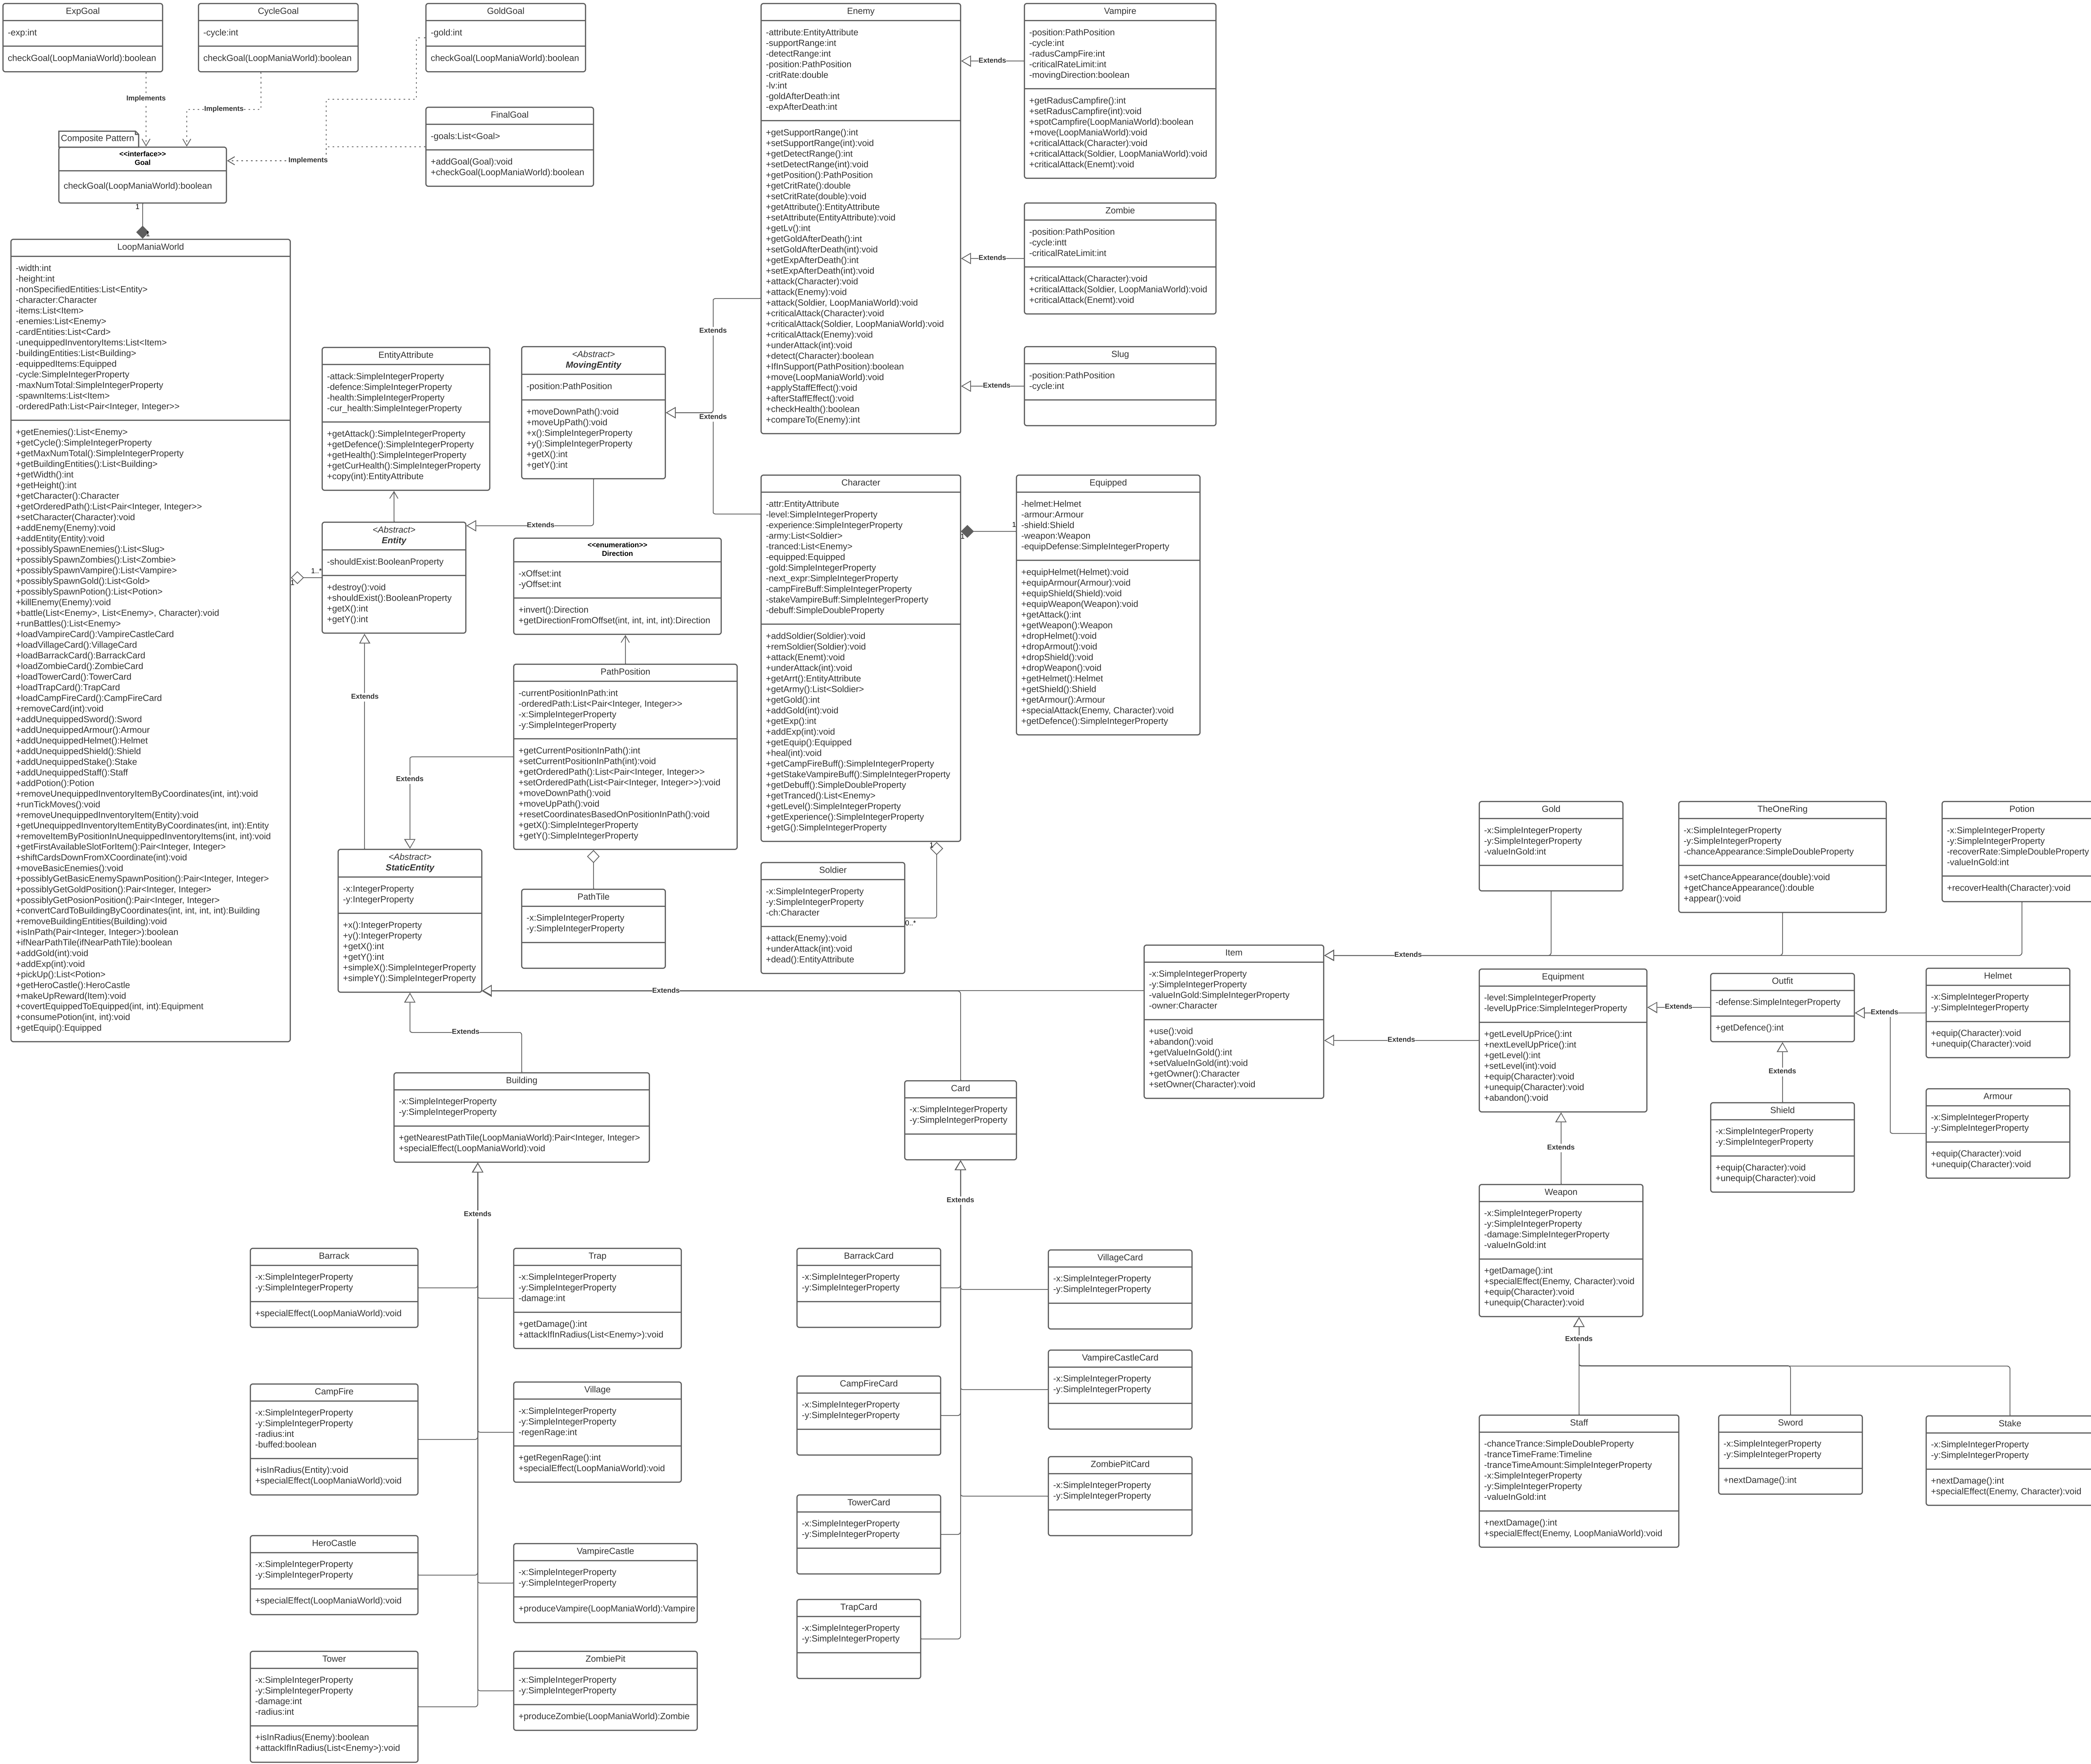 ExpGoal
-exp:int
checkGoal(LoopManiaWorld):boolean
CycleGoal
-cycle:int
checkGoal(LoopManiaWorld):boolean
GoldGoal
-gold:int
checkGoal(LoopManiaWorld):boolean
FinalGoal
-goals:List<Goal>
+addGoal(Goal):void
+checkGoal(LoopManiaWorld):boolean
Implements
Implements
Implements
Composite Pattern
<<interface>>
Goal
checkGoal(LoopManiaWorld):boolean
1
1
LoopManiaWorld
-width:int
-height:int
-nonSpecifiedEntities:List<Entity>
-character:Character
-items:List<Item>
-enemies:List<Enemy>
-cardEntities:List<Card>
-unequippedInventoryItems:List<Item>
-buildingEntities:List<Building>
-equippedItems:Equipped
-cycle:SimpleIntegerProperty
-maxNumTotal:SimpleIntegerProperty
-spawnItems:List<Item>
-orderedPath:List<Pair<Integer, Integer>>
+getEnemies():List<Enemy>
+getCycle():SimpleIntegerProperty
+getMaxNumTotal():SimpleIntegerProperty
+getBuildingEntities():List<Building>
+getWidth():int
+getHeight():int
+getCharacter():Character
+getOrderedPath():List<Pair<Integer, Integer>>
+setCharacter(Character):void
+addEnemy(Enemy):void
+addEntity(Entity):void
+possiblySpawnEnemies():List<Slug>
+possiblySpawnZombies():List<Zombie>
+possiblySpawnVampire():List<Vampire>
+possiblySpawnGold():List<Gold>
+possiblySpawnPotion():List<Potion>
+killEnemy(Enemy):void
+battle(List<Enemy>, List<Enemy>, Character):void
+runBattles():List<Enemy>
+loadVampireCard():VampireCastleCard
+loadVillageCard():VillageCard
+loadBarrackCard():BarrackCard
+loadZombieCard():ZombieCard
+loadTowerCard():TowerCard
+loadTrapCard():TrapCard
+loadCampFireCard():CampFireCard
+removeCard(int):void
+addUnequippedSword():Sword
+addUnequippedArmour():Armour
+addUnequippedHelmet():Helmet
+addUnequippedShield():Shield
+addUnequippedStake():Stake
+addUnequippedStaff():Staff
+addPotion():Potion
+removeUnequippedInventoryItemByCoordinates(int, int):void
+runTickMoves():void
+removeUnequippedInventoryItem(Entity):void
+getUnequippedInventoryItemEntityByCoordinates(int, int):Entity
+removeItemByPositionInUnequippedInventoryItems(int, int):void
+getFirstAvailableSlotForItem():Pair<Integer, Integer>
+shiftCardsDownFromXCoordinate(int):void
+moveBasicEnemies():void
+possiblyGetBasicEnemySpawnPosition():Pair<Integer, Integer>
+possiblyGetGoldPosition():Pair<Integer, Integer>
+possiblyGetPosionPosition():Pair<Integer, Integer>
+convertCardToBuildingByCoordinates(int, int, int, int):Building
+removeBuildingEntities(Building):void
+isInPath(Pair<Integer, Integer>):boolean
+ifNearPathTile(ifNearPathTile):boolean
+addGold(int):void
+addExp(int):void
+pickUp():List<Potion>
+getHeroCastle():HeroCastle
+makeUpReward(Item):void
+covertEquippedToEquipped(int, int):Equipment
+consumePotion(int, int):void
+getEquip():Equipped
1
1..*
EntityAttribute
-attack:SimpleIntegerProperty
-defence:SimpleIntegerProperty
-health:SimpleIntegerProperty
-cur_health:SimpleIntegerProperty
+getAttack():SimpleIntegerProperty
+getDefence():SimpleIntegerProperty
+getHealth():SimpleIntegerProperty
+getCurHealth():SimpleIntegerProperty
+copy(int):EntityAttribute
<Abstract>
Entity
-shouldExist:BooleanProperty
+destroy():void
+shouldExist():BooleanProperty
+getX():int
+getY():int
Extends
Extends
<Abstract>
MovingEntity
-position:PathPosition
+moveDownPath():void
+moveUpPath():void
+x():SimpleIntegerProperty
+y():SimpleIntegerProperty
+getX():int
+getY():int
Extends
Extends
<<enumeration>>
Direction
-xOffset:int
-yOffset:int
+invert():Direction
+getDirectionFromOffset(int, int, int, int):Direction
PathPosition
-currentPositionInPath:int
-orderedPath:List<Pair<Integer, Integer>>
-x:SimpleIntegerProperty
-y:SimpleIntegerProperty
+getCurrentPositionInPath():int
+setCurrentPositionInPath(int):void
+getOrderedPath():List<Pair<Integer, Integer>>
+setOrderedPath(List<Pair<Integer, Integer>>):void
+moveDownPath():void
+moveUpPath():void
+resetCoordinatesBasedOnPositionInPath():void
+getX():SimpleIntegerProperty
+getY():SimpleIntegerProperty
Extends
PathTile
-x:SimpleIntegerProperty
-y:SimpleIntegerProperty
<Abstract>
StaticEntity
-x:IntegerProperty
-y:IntegerProperty
+x():IntegerProperty
+y():IntegerProperty
+getX():int
+getY():int
+simpleX():SimpleIntegerProperty
+simpleY():SimpleIntegerProperty
Extends
Extends
Enemy
-attribute:EntityAttribute
-supportRange:int
-detectRange:int
-position:PathPosition
-critRate:double
-lv:int
-goldAfterDeath:int
-expAfterDeath:int
+getSupportRange():int
+setSupportRange(int):void
+getDetectRange():int
+setDetectRange(int):void
+getPosition():PathPosition
+getCritRate():double
+setCritRate(double):void
+getAttribute():EntityAttribute
+setAttribute(EntityAttribute):void
+getLv():int
+getGoldAfterDeath():int
+setGoldAfterDeath(int):void
+getExpAfterDeath():int
+setExpAfterDeath(int):void
+attack(Character):void
+attack(Enemy):void
+attack(Soldier, LoopManiaWorld):void
+criticalAttack(Character):void
+criticalAttack(Soldier, LoopManiaWorld):void
+criticalAttack(Enemy):void
+underAttack(int):void
+detect(Character):boolean
+IfInSupport(PathPosition):boolean
+move(LoopManiaWorld):void
+applyStaffEffect():void
+afterStaffEffect():void
+checkHealth():boolean
+compareTo(Enemy):int
Extends
Extends
Extends
Vampire
-position:PathPosition
-cycle:int
-radusCampFire:int
-criticalRateLimit:int
-movingDirection:boolean
+getRadusCampfire():int
+setRadusCampfire(int):void
+spotCampfire(LoopManiaWorld):boolean
+move(LoopManiaWorld):void
+criticalAttack(Character):void
+criticalAttack(Soldier, LoopManiaWorld):void
+criticalAttack(Enemt):void
Zombie
-position:PathPosition
-cycle:intt
-criticalRateLimit:int
+criticalAttack(Character):void
+criticalAttack(Soldier, LoopManiaWorld):void
+criticalAttack(Enemt):void
Slug
-position:PathPosition
-cycle:int
Character
-attr:EntityAttribute
-level:SimpleIntegerProperty
-experience:SimpleIntegerProperty
-army:List<Soldier>
-tranced:List<Enemy>
-equipped:Equipped
-gold:SimpleIntegerProperty
-next_expr:SimpleIntegerProperty
-campFireBuff:SimpleIntegerProperty
-stakeVampireBuff:SimpleIntegerProperty
-debuff:SimpleDoubleProperty
+addSoldier(Soldier):void
+remSoldier(Soldier):void
+attack(Enemt):void
+underAttack(int):void
+getArrt():EntityAttribute
+getArmy():List<Soldier>
+getGold():int
+addGold(int):void
+getExp():int
+addExp(int):void
+getEquip():Equipped
+heal(int):void
+getCampFireBuff():SimpleIntegerProperty
+getStakeVampireBuff():SimpleIntegerProperty
+getDebuff():SimpleDoubleProperty
+getTranced():List<Enemy>
+getLevel():SimpleIntegerProperty
+getExperience():SimpleIntegerProperty
+getG():SimpleIntegerProperty
1
1
Equipped
-helmet:Helmet
-armour:Armour
-shield:Shield
-weapon:Weapon
-equipDefense:SimpleIntegerProperty
+equipHelmet(Helmet):void
+equipArmour(Armour):void
+equipShield(Shield):void
+equipWeapon(Weapon):void
+getAttack():int
+getWeapon():Weapon
+dropHelmet():void
+dropArmout():void
+dropShield():void
+dropWeapon():void
+getHelmet():Helmet
+getShield():Shield
+getArmour():Armour
+specialAttack(Enemy, Character):void
+getDefence():SimpleIntegerProperty
1
0..*
Soldier
-x:SimpleIntegerProperty
-y:SimpleIntegerProperty
-ch:Character
+attack(Enemy):void
+underAttack(int):void
+dead():EntityAttribute
Gold
-x:SimpleIntegerProperty
-y:SimpleIntegerProperty
-valueInGold:int
TheOneRing
-x:SimpleIntegerProperty
-y:SimpleIntegerProperty
-chanceAppearance:SimpleDoubleProperty
+setChanceAppearance(double):void
+getChanceAppearance():double
+appear():void
Potion
-x:SimpleIntegerProperty
-y:SimpleIntegerProperty
-recoverRate:SimpleDoubleProperty
-valueInGold:int
+recoverHealth(Character):void
Extends
Item
-x:SimpleIntegerProperty
-y:SimpleIntegerProperty
-valueInGold:SimpleIntegerProperty
-owner:Character
+use():void
+abandon():void
+getValueInGold():int
+setValueInGold(int):void
+getOwner():Character
+setOwner(Character):void
Extends
Equipment
-level:SimpleIntegerProperty
-levelUpPrice:SimpleIntegerProperty
+getLevelUpPrice():int
+nextLevelUpPrice():int
+getLevel():int
+setLevel(int):void
+equip(Character):void
+unequip(Character):void
+abandon():void
Extends
Outfit
-defense:SimpleIntegerProperty
+getDefence():int
Extends
Helmet
-x:SimpleIntegerProperty
-y:SimpleIntegerProperty
+equip(Character):void
+unequip(Character):void
Extends
Shield
-x:SimpleIntegerProperty
-y:SimpleIntegerProperty
+equip(Character):void
+unequip(Character):void
Armour
-x:SimpleIntegerProperty
-y:SimpleIntegerProperty
+equip(Character):void
+unequip(Character):void
Extends
Weapon
-x:SimpleIntegerProperty
-y:SimpleIntegerProperty
-damage:SimpleIntegerProperty
-valueInGold:int
+getDamage():int
+specialEffect(Enemy, Character):void
+equip(Character):void
+unequip(Character):void
Extends
Staff
-chanceTrance:SimpleDoubleProperty
-tranceTimeFrame:Timeline
-tranceTimeAmount:SimpleIntegerProperty
-x:SimpleIntegerProperty
-y:SimpleIntegerProperty
-valueInGold:int
+nextDamage():int
+specialEffect(Enemy, LoopManiaWorld):void
Sword
-x:SimpleIntegerProperty
-y:SimpleIntegerProperty
+nextDamage():int
Stake
-x:SimpleIntegerProperty
-y:SimpleIntegerProperty
+nextDamage():int
+specialEffect(Enemy, Character):void
Building
-x:SimpleIntegerProperty
-y:SimpleIntegerProperty
+getNearestPathTile(LoopManiaWorld):Pair<Integer, Integer>
+specialEffect(LoopManiaWorld):void
Extends
Barrack
-x:SimpleIntegerProperty
-y:SimpleIntegerProperty
+specialEffect(LoopManiaWorld):void
Trap
-x:SimpleIntegerProperty
-y:SimpleIntegerProperty
-damage:int
+getDamage():int
+attackIfInRadius(List<Enemy>):void
CampFire
-x:SimpleIntegerProperty
-y:SimpleIntegerProperty
-radius:int
-buffed:boolean
+isInRadius(Entity):void
+specialEffect(LoopManiaWorld):void
Village
-x:SimpleIntegerProperty
-y:SimpleIntegerProperty
-regenRage:int
+getRegenRage():int
+specialEffect(LoopManiaWorld):void
HeroCastle
-x:SimpleIntegerProperty
-y:SimpleIntegerProperty
+specialEffect(LoopManiaWorld):void
VampireCastle
-x:SimpleIntegerProperty
-y:SimpleIntegerProperty
+produceVampire(LoopManiaWorld):Vampire
Tower
-x:SimpleIntegerProperty
-y:SimpleIntegerProperty
-damage:int
-radius:int
+isInRadius(Enemy):boolean
+attackIfInRadius(List<Enemy>):void
ZombiePit
-x:SimpleIntegerProperty
-y:SimpleIntegerProperty
+produceZombie(LoopManiaWorld):Zombie
Card
-x:SimpleIntegerProperty
-y:SimpleIntegerProperty
Extends
BarrackCard
-x:SimpleIntegerProperty
-y:SimpleIntegerProperty
VillageCard
-x:SimpleIntegerProperty
-y:SimpleIntegerProperty
VampireCastleCard
-x:SimpleIntegerProperty
-y:SimpleIntegerProperty
CampFireCard
-x:SimpleIntegerProperty
-y:SimpleIntegerProperty
ZombiePitCard
-x:SimpleIntegerProperty
-y:SimpleIntegerProperty
TowerCard
-x:SimpleIntegerProperty
-y:SimpleIntegerProperty
TrapCard
-x:SimpleIntegerProperty
-y:SimpleIntegerProperty